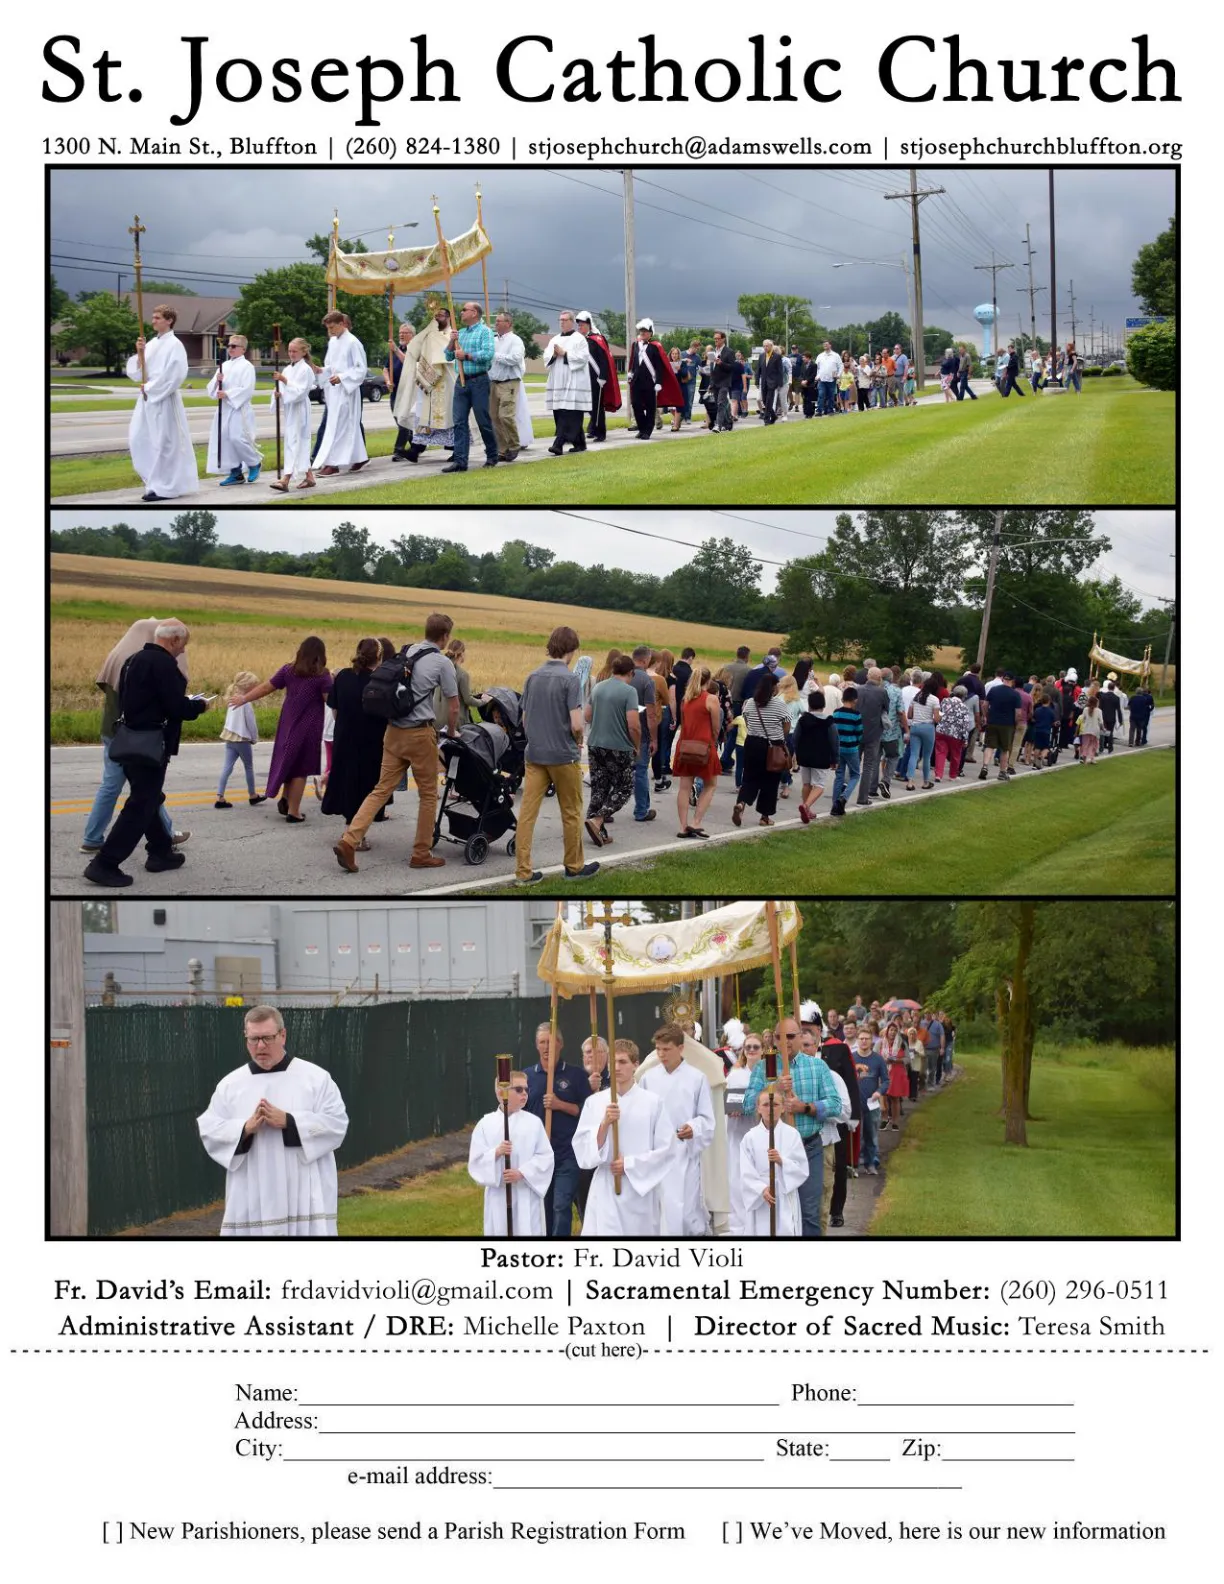 St. Joseph Catholic Church
1300 N. Main St., Bluffton | (260) 824-1380 | stjosephchurch@adamswells.com | stjosephchurchbluffton.org
Pastor: Fr. David Violi
Fr. David's Email: frdavidvioli@gmail.com | Sacramental Emergency Number: (260) 296-0511
Administrative Assistant / DRE: Michelle Paxton | Director of Sacred Music: Teresa Smith
(cut here)
Name: Phone:
Address:
City: State: Zip:
e-mail address:
[ ] New Parishioners, please send a Parish Registration Form [ ] We've Moved, here is our new information